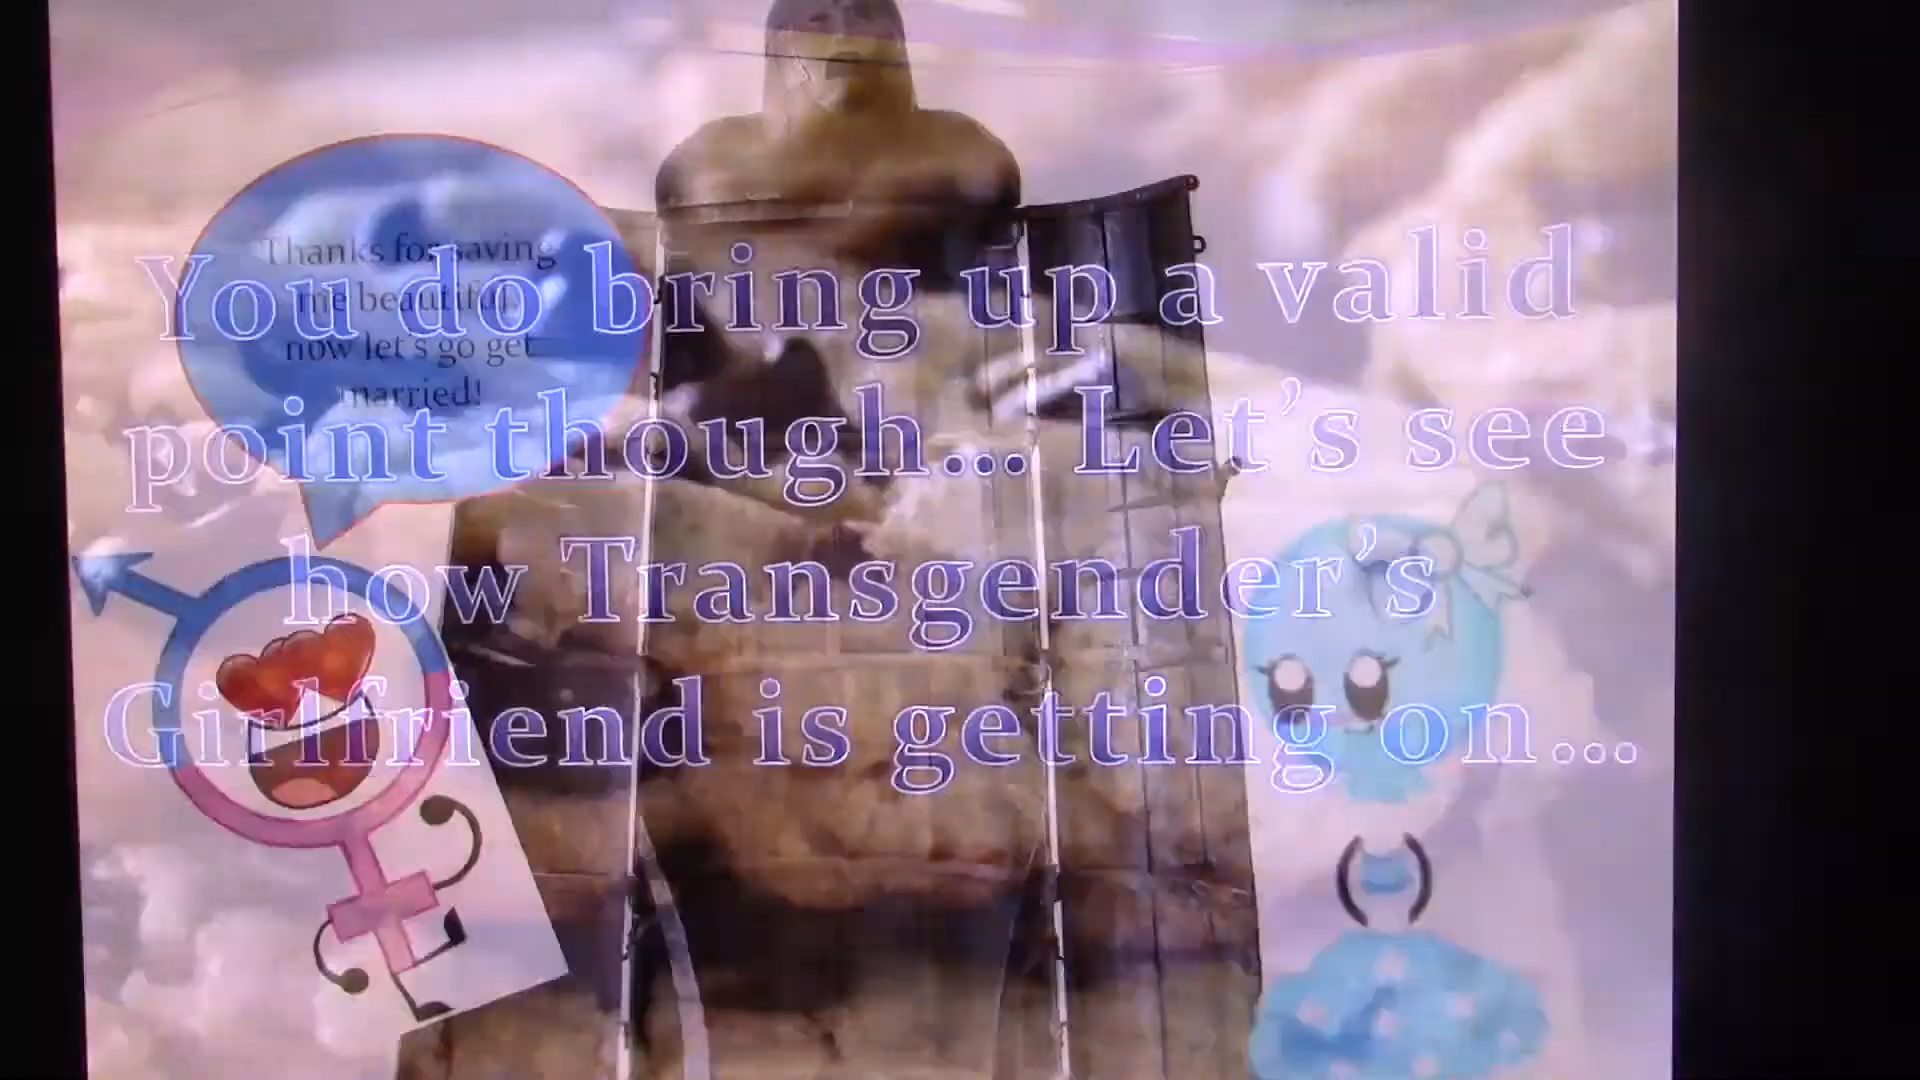 Thanks for saving
me beautiful,
now let's go get
married!
You do bring up a valid
point though... Let's see
how Transgender's
Girlfriend is getting on...